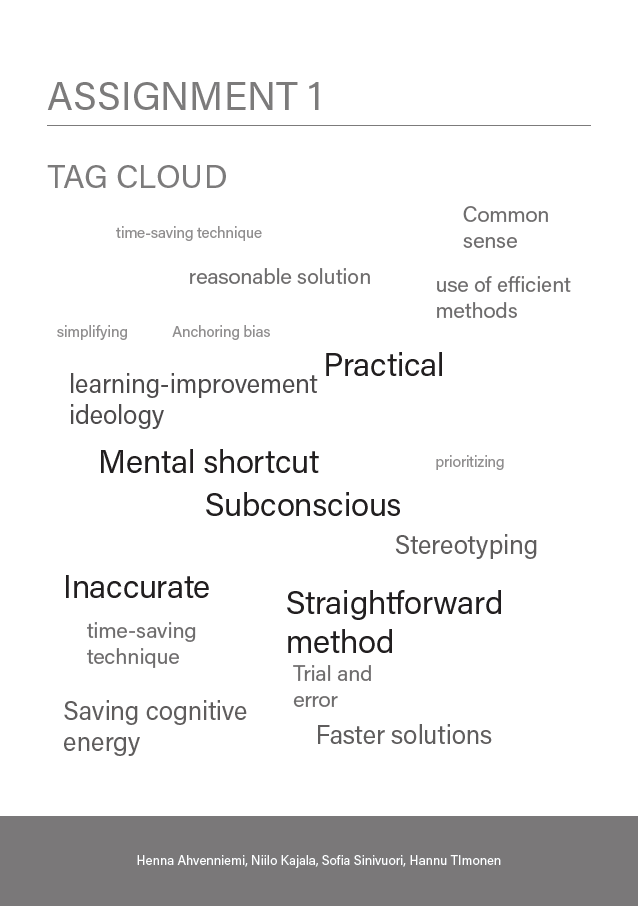 ASSIGNMENT 1
TAG CLOUD
Common
sense
time-saving technique
reasonable solution
use of efficient
methods
simplifying
Anchoring bias
Practical
learning-improvement
ideology
Mental shortcut
prioritizing
Subconscious
Stereotyping
Inaccurate
Straightforward
method
time-saving
technique
Trial and
error
Saving cognitive
energy
Faster solutions
Henna Ahvenniemi, Niilo Kajala, Sofia Sinivuori, Hannu TImonen